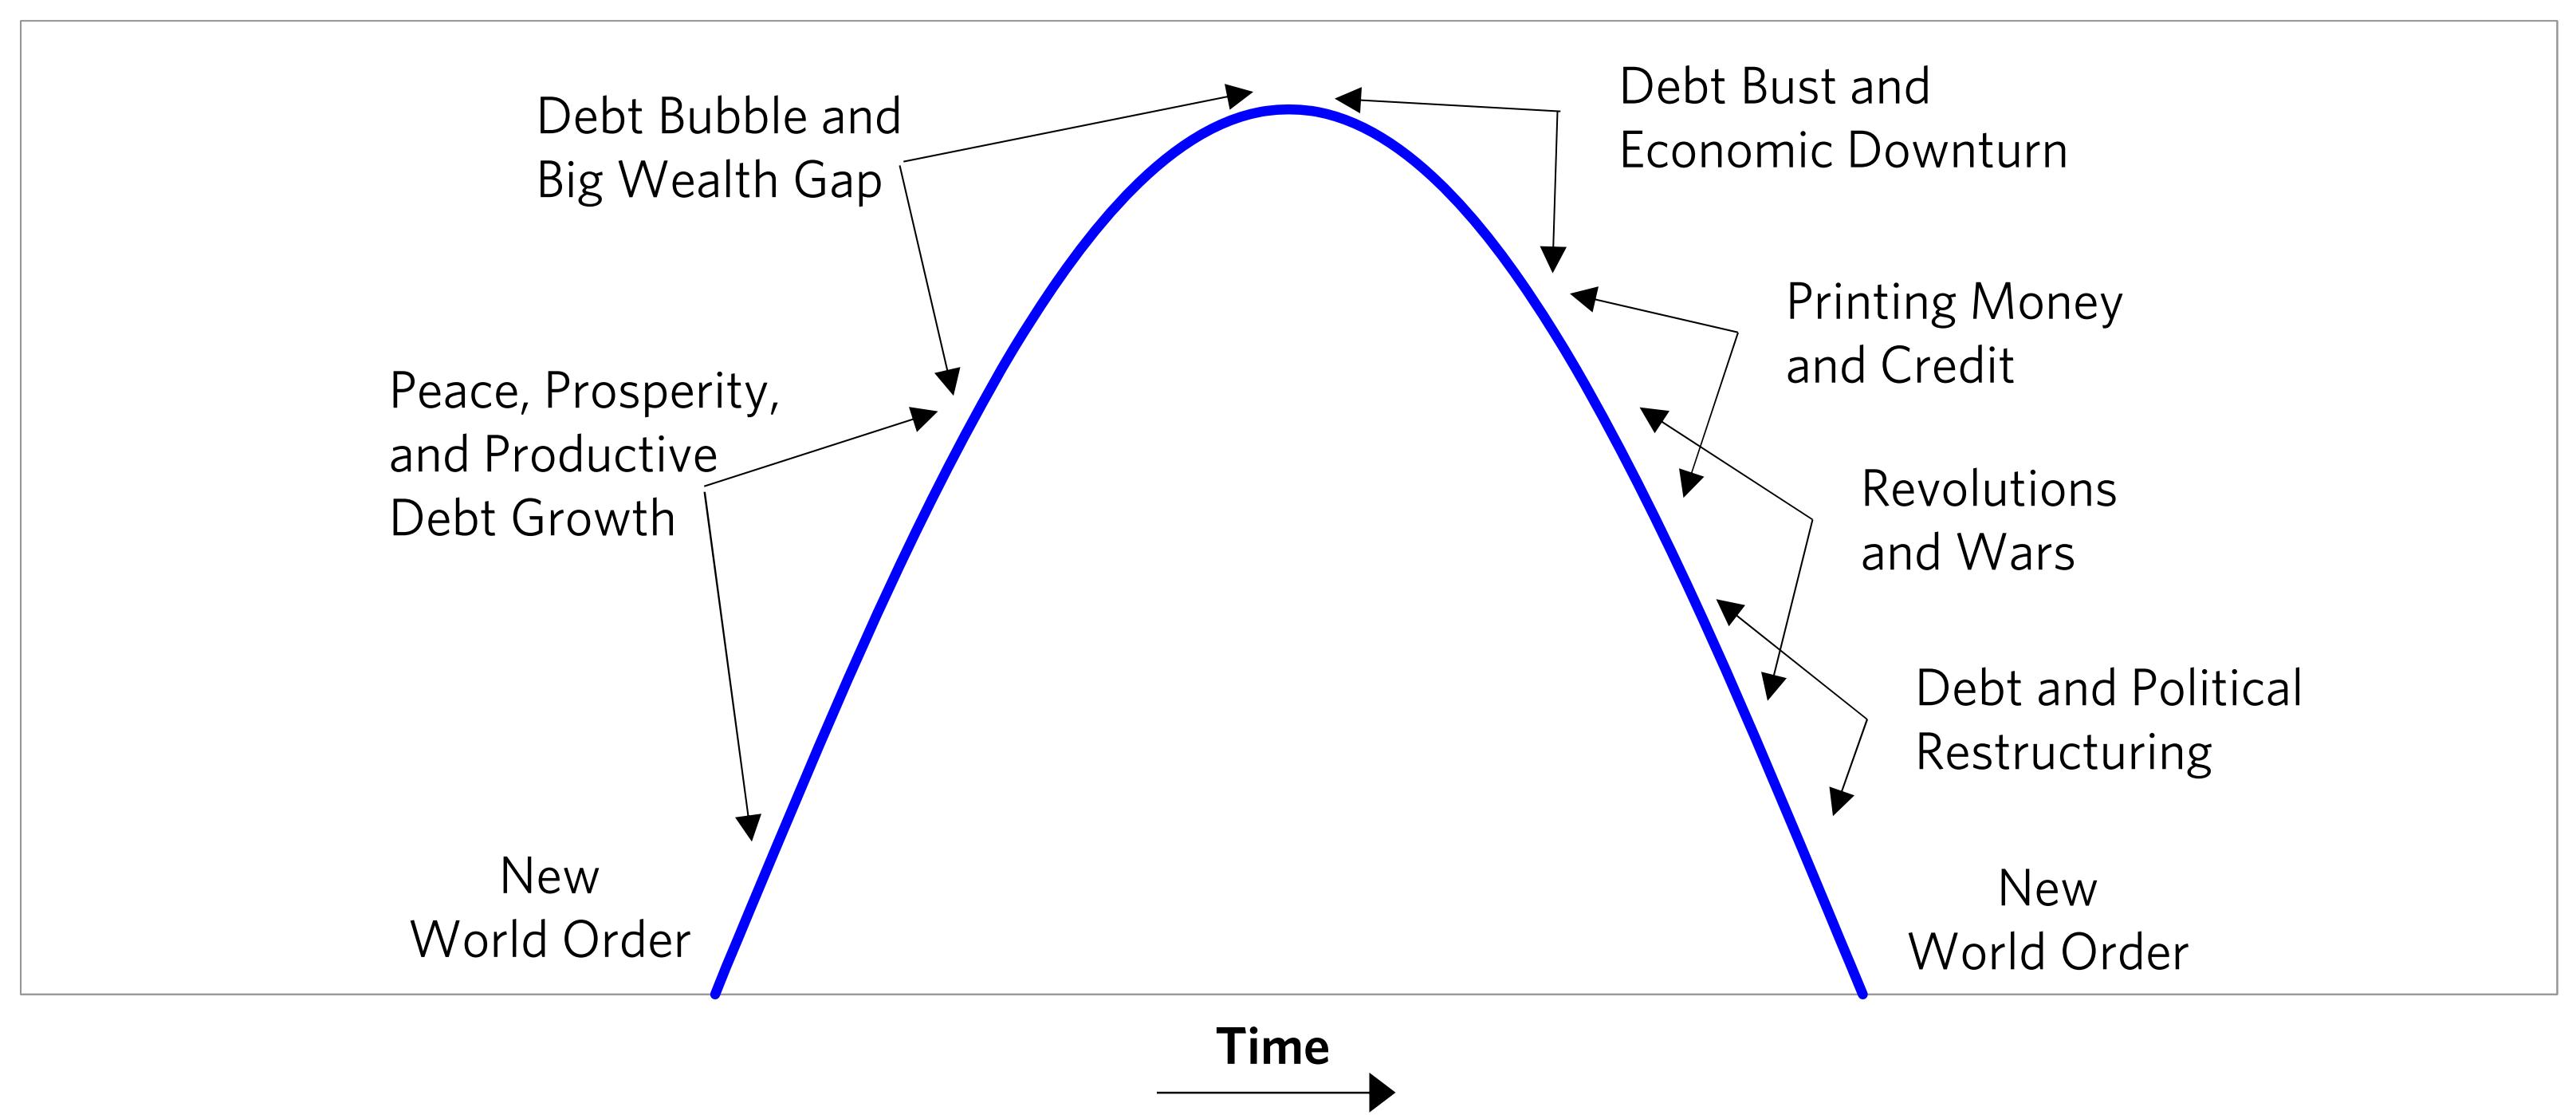 Debt Bubble and
Big Wealth Gap
Peace, Prosperity,
and Productive
Debt Growth
New
World Order
Debt Bust and
Economic Downturn
Printing Money
and Credit
Revolutions
and Wars
Debt and Political
Restructuring
New
World Order
Time